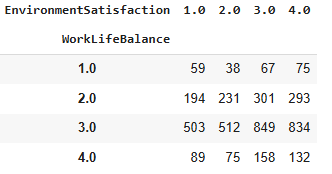 EnvironmentSatisfaction 1.0 2.0 3.0 4.0
WorkLifeBalance
1.0 59 38 67 75
2.0 194 231 301 293
3.0 503 512 849 834
4.0 89 75 158 132